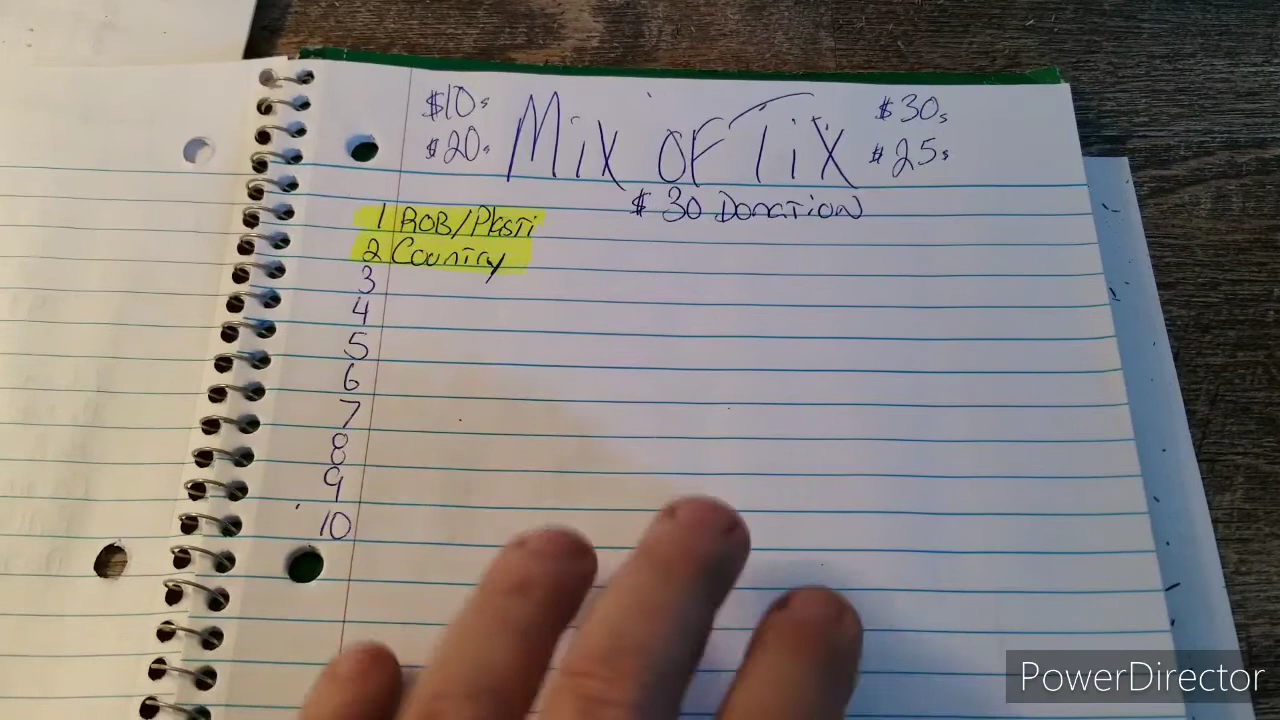 $10s Mix OF Tix $30s
$20s $25s
$ 30 Donation
1 ROB/Plasti
2 Country
3
4
5
6
7
8
9
10
PowerDirector